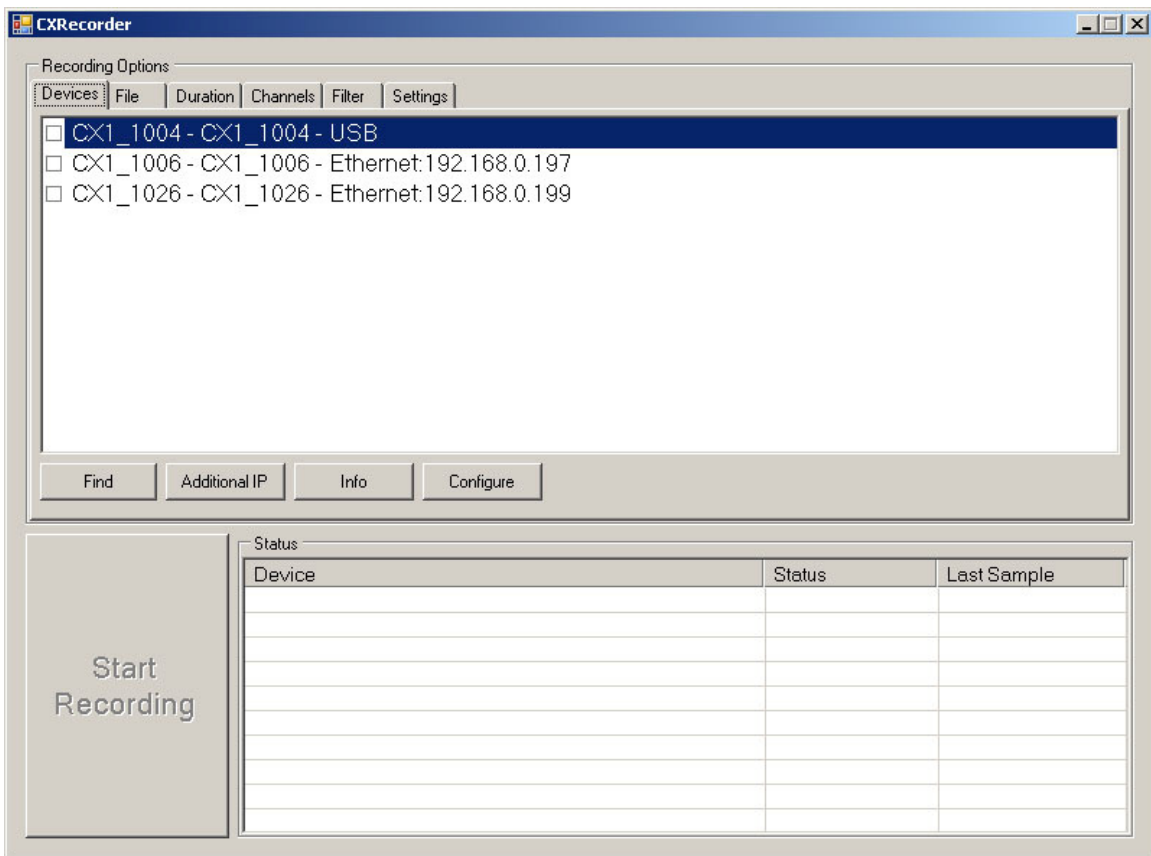 CXRecorder
Recording Options
Devices File Duration Channels Filter Settings
CX1_1004 - CX1_1004 - USB
CX1_1006 - CX1_1006 - Ethernet:192.168.0.197
CX1_1026 - CX1_1026 - Ethernet:192.168.0.199
Find Additional IP Info Configure
Start
Recording
Status
Device Status Last Sample